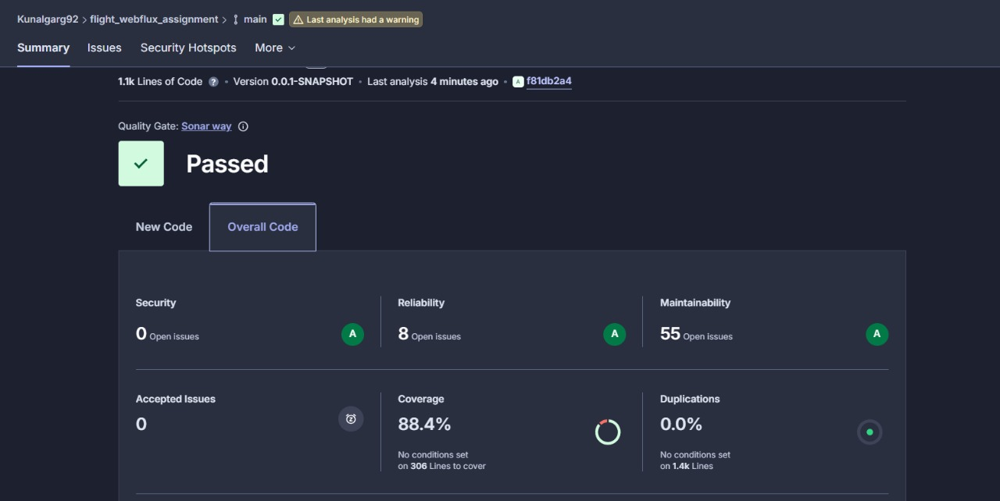 Kunalgarg92 > flight_webflux_assignment > main Last analysis had a warning
Summary Issues Security Hotspots More
1.1k Lines of Code ? • Version 0.0.1-SNAPSHOT • Last analysis 4 minutes ago • A f81db2a4
Quality Gate: Sonar way
Passed
New Code Overall Code
Security Reliability Maintainability
0 Open issues A 8 Open issues A 55 Open issues A
Accepted Issues Coverage Duplications
0 88.4% 0.0%
No conditions set No conditions set
on 306 Lines to cover on 1.4k Lines